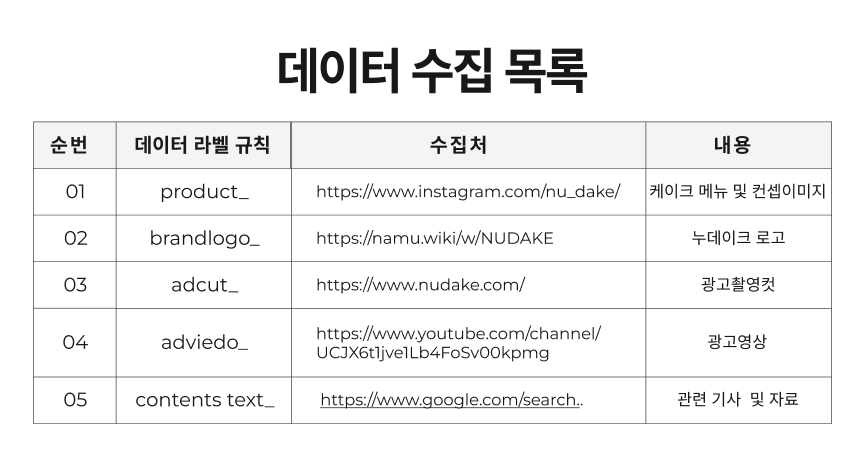 데이터 수집 목록
순번 데이터 라벨 규칙 수집처 내용
01 product_ https://www.instagram.com/nu_dake/ 케이크 메뉴 및 컨셉이미지
02 brandlogo_ https://namu.wiki/w/NUDAKE 누데이크 로고
03 adcut_ https://www.nudake.com/ 광고촬영컷
04 adviedo_ https://www.youtube.com/channel/
UCJX6t1jve1Lb4FoSv00kpmg 광고영상
05 contents text_ https://www.google.com/search.. 관련 기사 및 자료